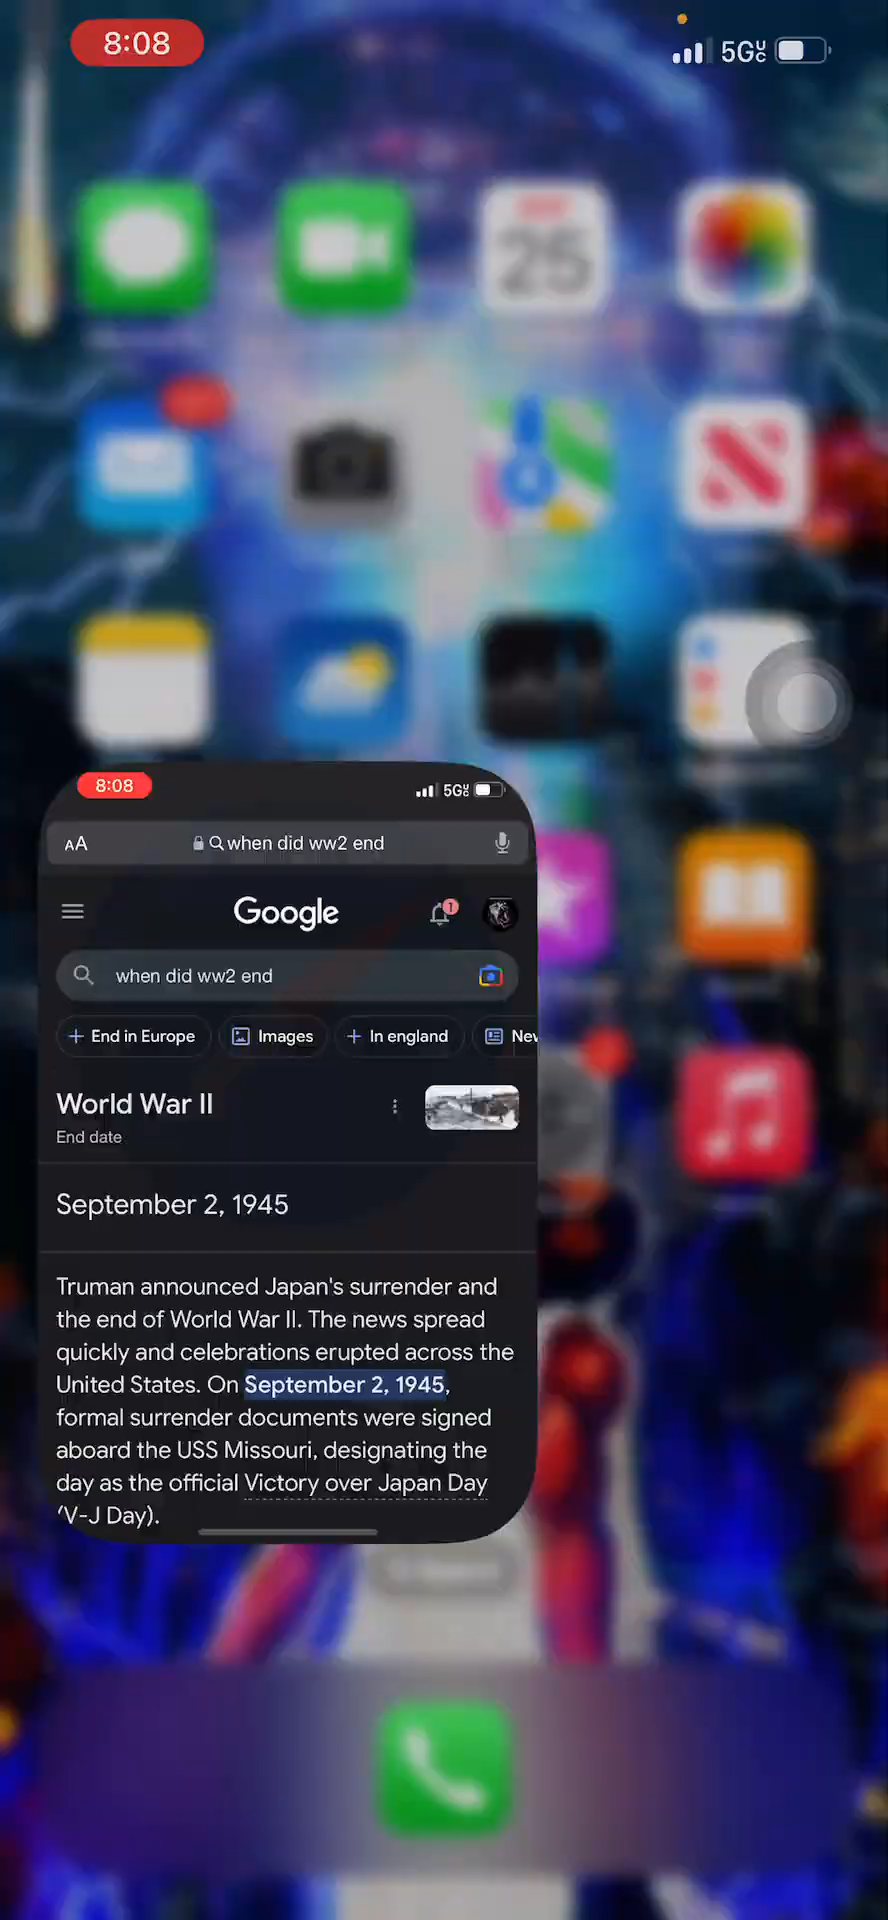 8:08
5G UC
25
8:08
5G UC
AA when did ww2 end
Google
1
when did ww2 end
+ End in Europe Images + In england
World War II
End date
September 2, 1945
Truman announced Japan's surrender and
the end of World War II. The news spread
quickly and celebrations erupted across the
United States. On September 2, 1945,
formal surrender documents were signed
aboard the USS Missouri, designating the
day as the official Victory over Japan Day
(V-J Day).